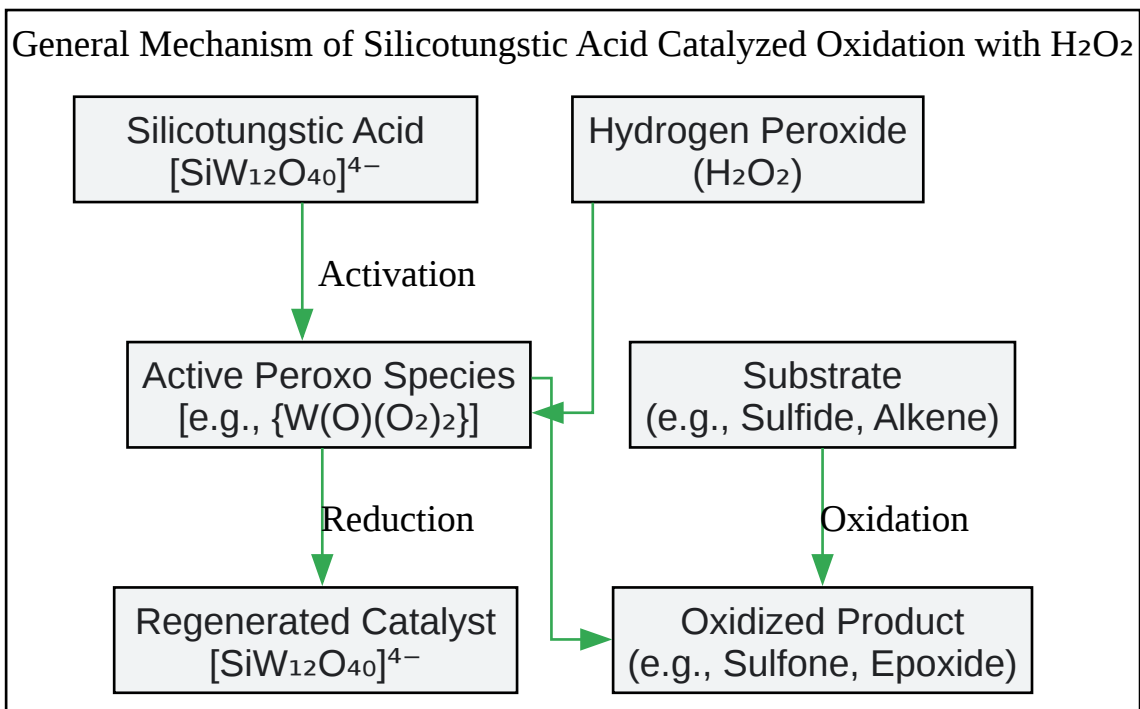 General Mechanism of Silicotungstic Acid Catalyzed Oxidation with H₂O₂
Silicotungstic Acid
[SiW₁₂O₄₀]⁴⁻
Hydrogen Peroxide
(H₂O₂)
Activation
Active Peroxo Species
[e.g., {W(O)(O₂)₂}]
Substrate
(e.g., Sulfide, Alkene)
Reduction
Oxidation
Regenerated Catalyst
[SiW₁₂O₄₀]⁴⁻
Oxidized Product
(e.g., Sulfone, Epoxide)